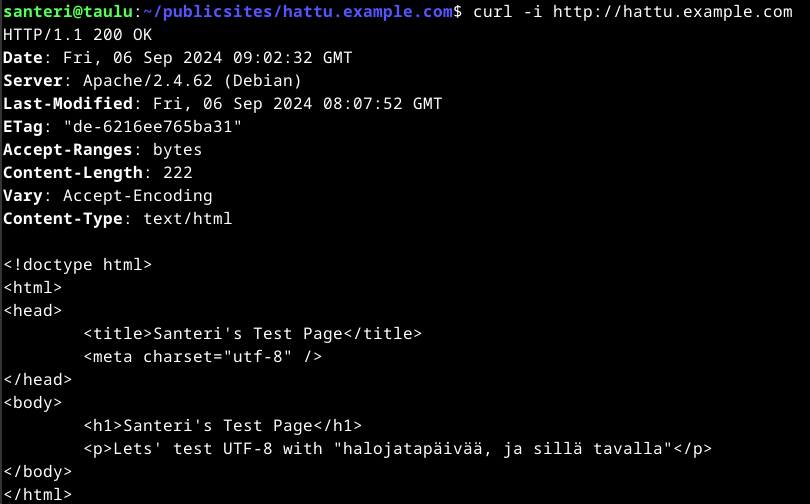 santeri@taulu:~/publicsites/hattu.example.com$ curl -i http://hattu.example.com
HTTP/1.1 200 OK
Date: Fri, 06 Sep 2024 09:02:32 GMT
Server: Apache/2.4.62 (Debian)
Last-Modified: Fri, 06 Sep 2024 08:07:52 GMT
ETag: "de-6216ee765ba31"
Accept-Ranges: bytes
Content-Length: 222
Vary: Accept-Encoding
Content-Type: text/html

<!doctype html>
<html>
<head>
        <title>Santeri's Test Page</title>
        <meta charset="utf-8" />
</head>
<body>
        <h1>Santeri's Test Page</h1>
        <p>Lets' test UTF-8 with "halojatapäivää, ja sillä tavalla"</p>
</body>
</html>